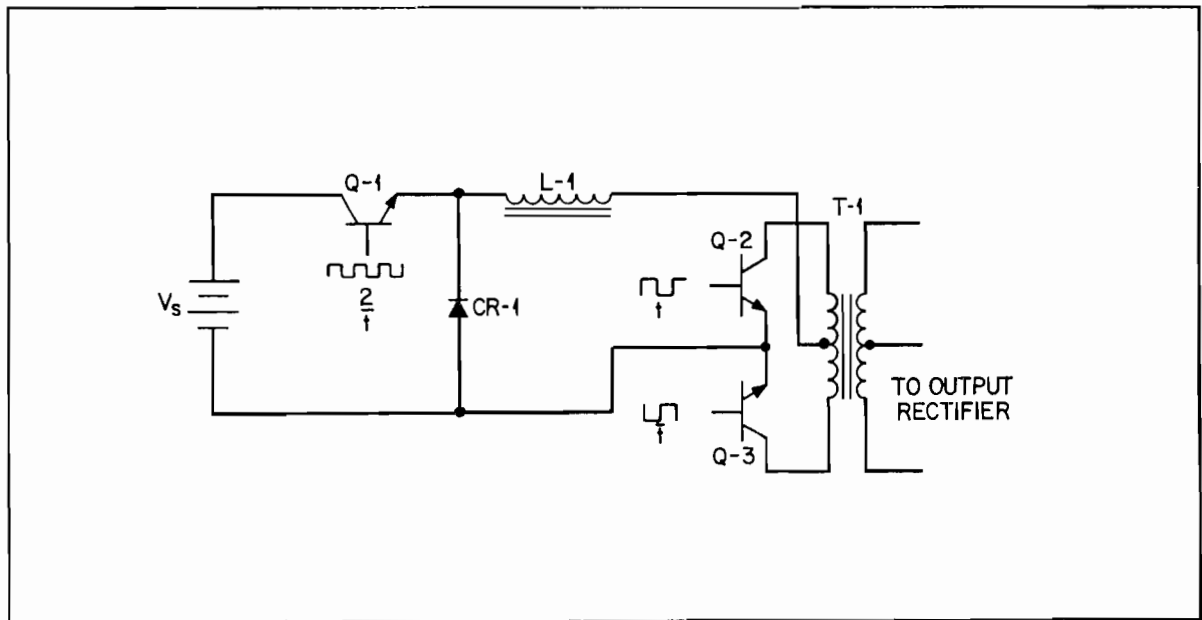 Q-1
L-1
T-1
Q-2
2
t
Vs
CR-1
t
TO OUTPUT
RECTIFIER
t
Q-3